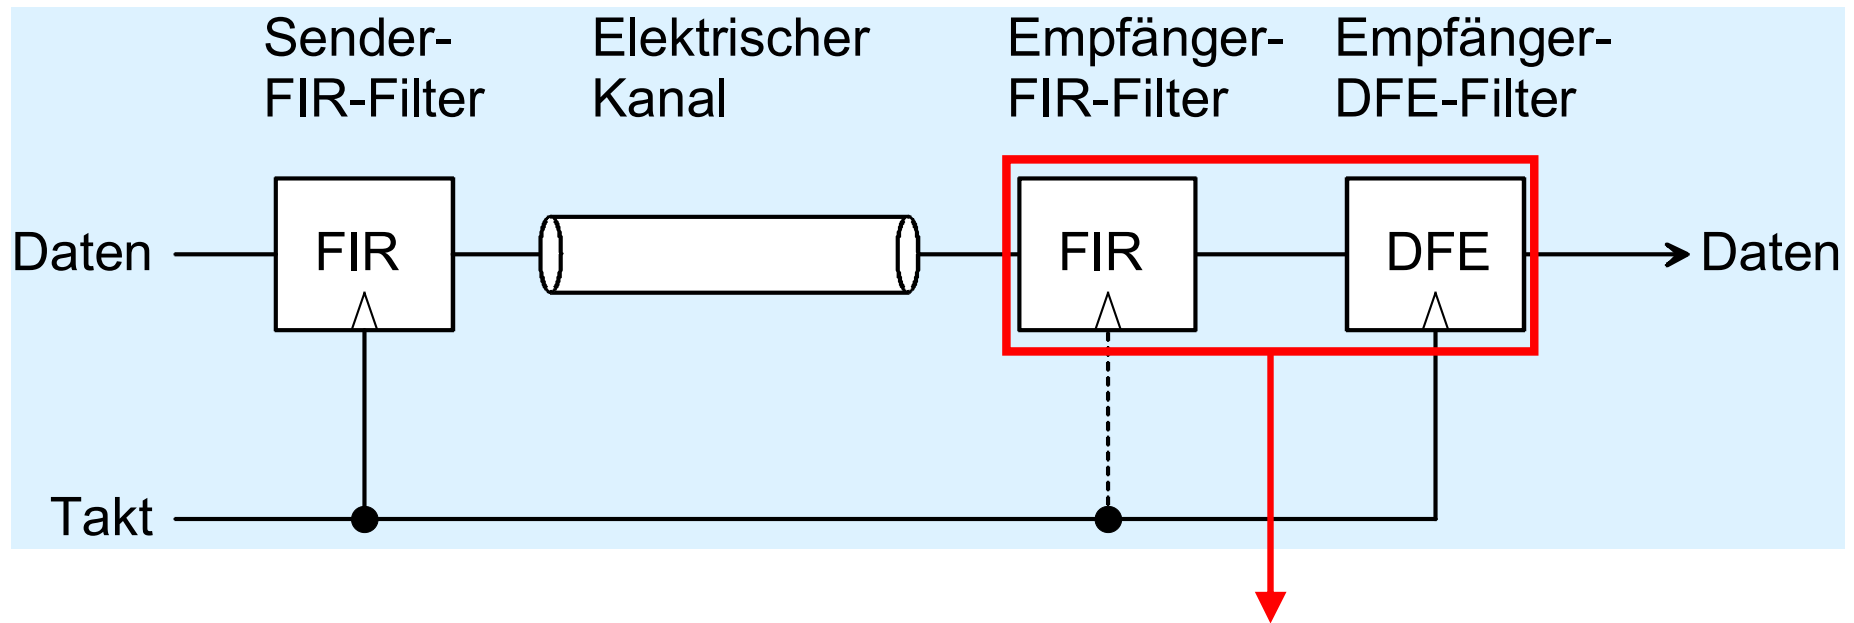 Sender-
FIR-Filter
Elektrischer
Kanal
Empfänger-
FIR-Filter
Empfänger-
DFE-Filter
Daten
FIR
FIR
DFE
Daten
Takt